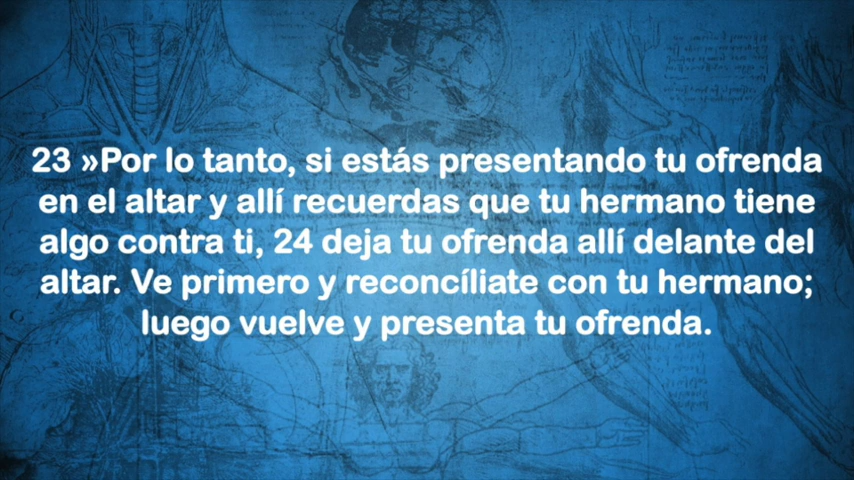 23 »Por lo tanto, si estás presentando tu ofrenda
en el altar y allí recuerdas que tu hermano tiene
algo contra ti, 24 deja tu ofrenda allí delante del
altar. Ve primero y reconcíliate con tu hermano;
luego vuelve y presenta tu ofrenda.